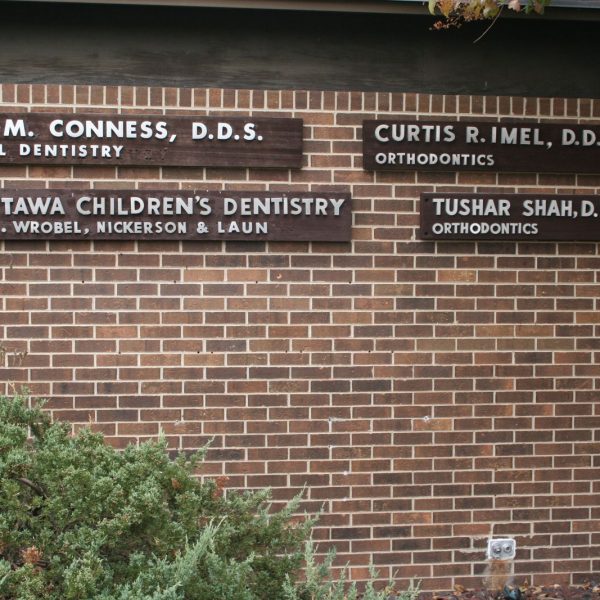 M. CONNESS, D.D.S.
L DENTISTRY
TAWA CHILDREN'S DENTISTRY
. WROBEL, NICKERSON & LAUN
CURTIS R. IMEL, D.D.
ORTHODONTICS
TUSHAR SHAH, D.
ORTHODONTICS